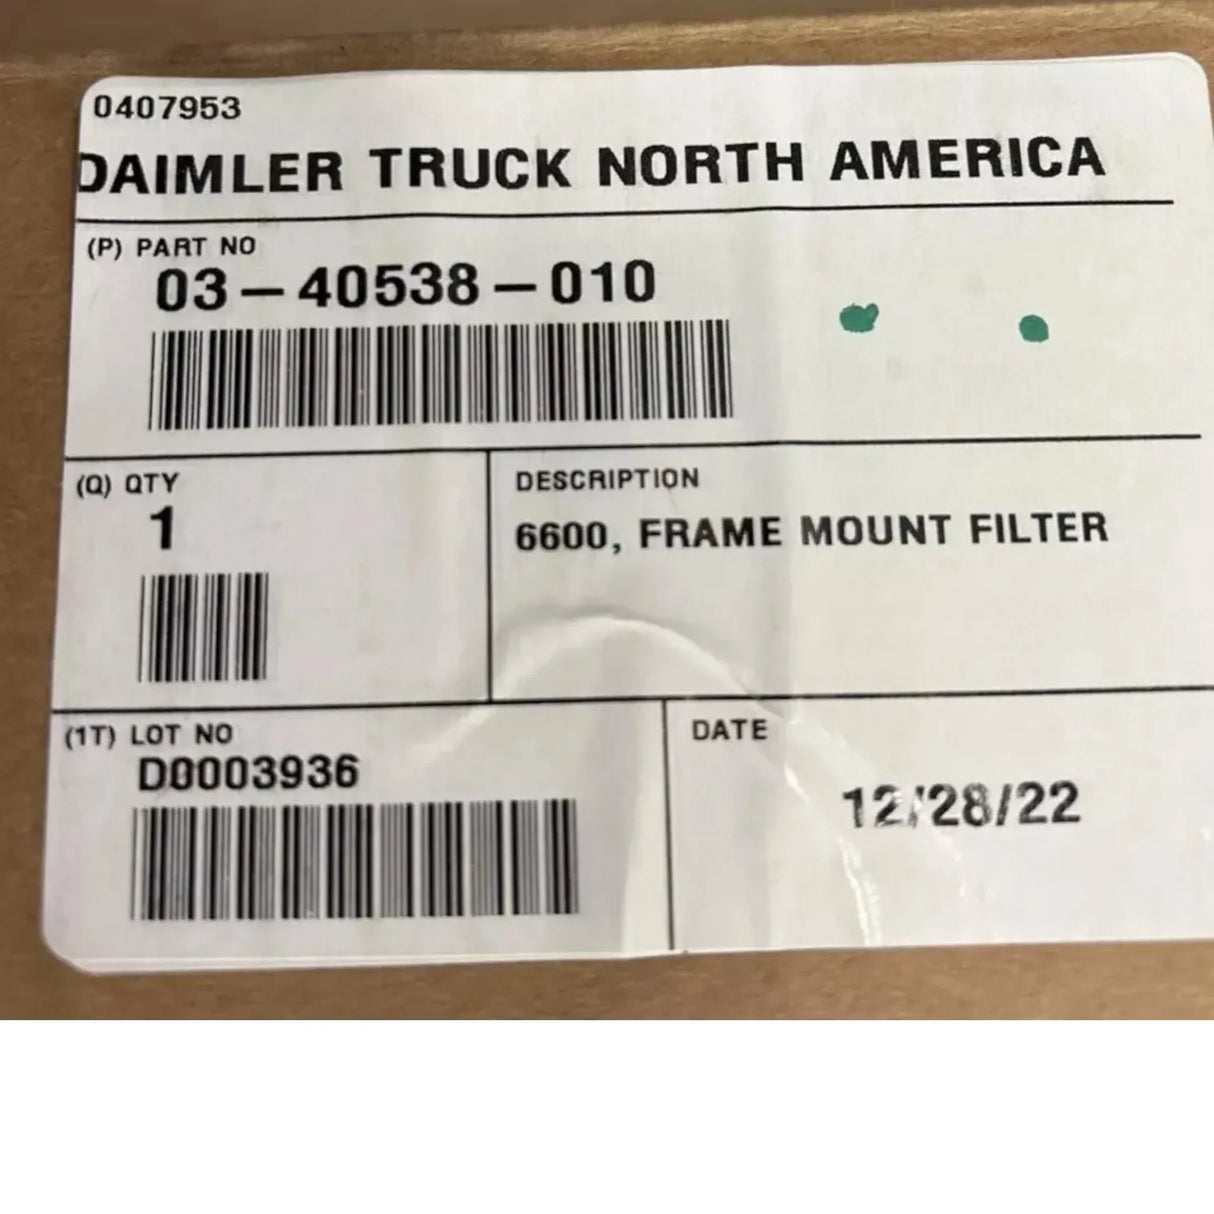 0407953
DAIMLER TRUCK NORTH AMERICA
(P) PART NO
03-40538-010
(Q) QTY
1
DESCRIPTION
6600, FRAME MOUNT FILTER
(1T) LOT NO
D0003936
DATE
12/28/22